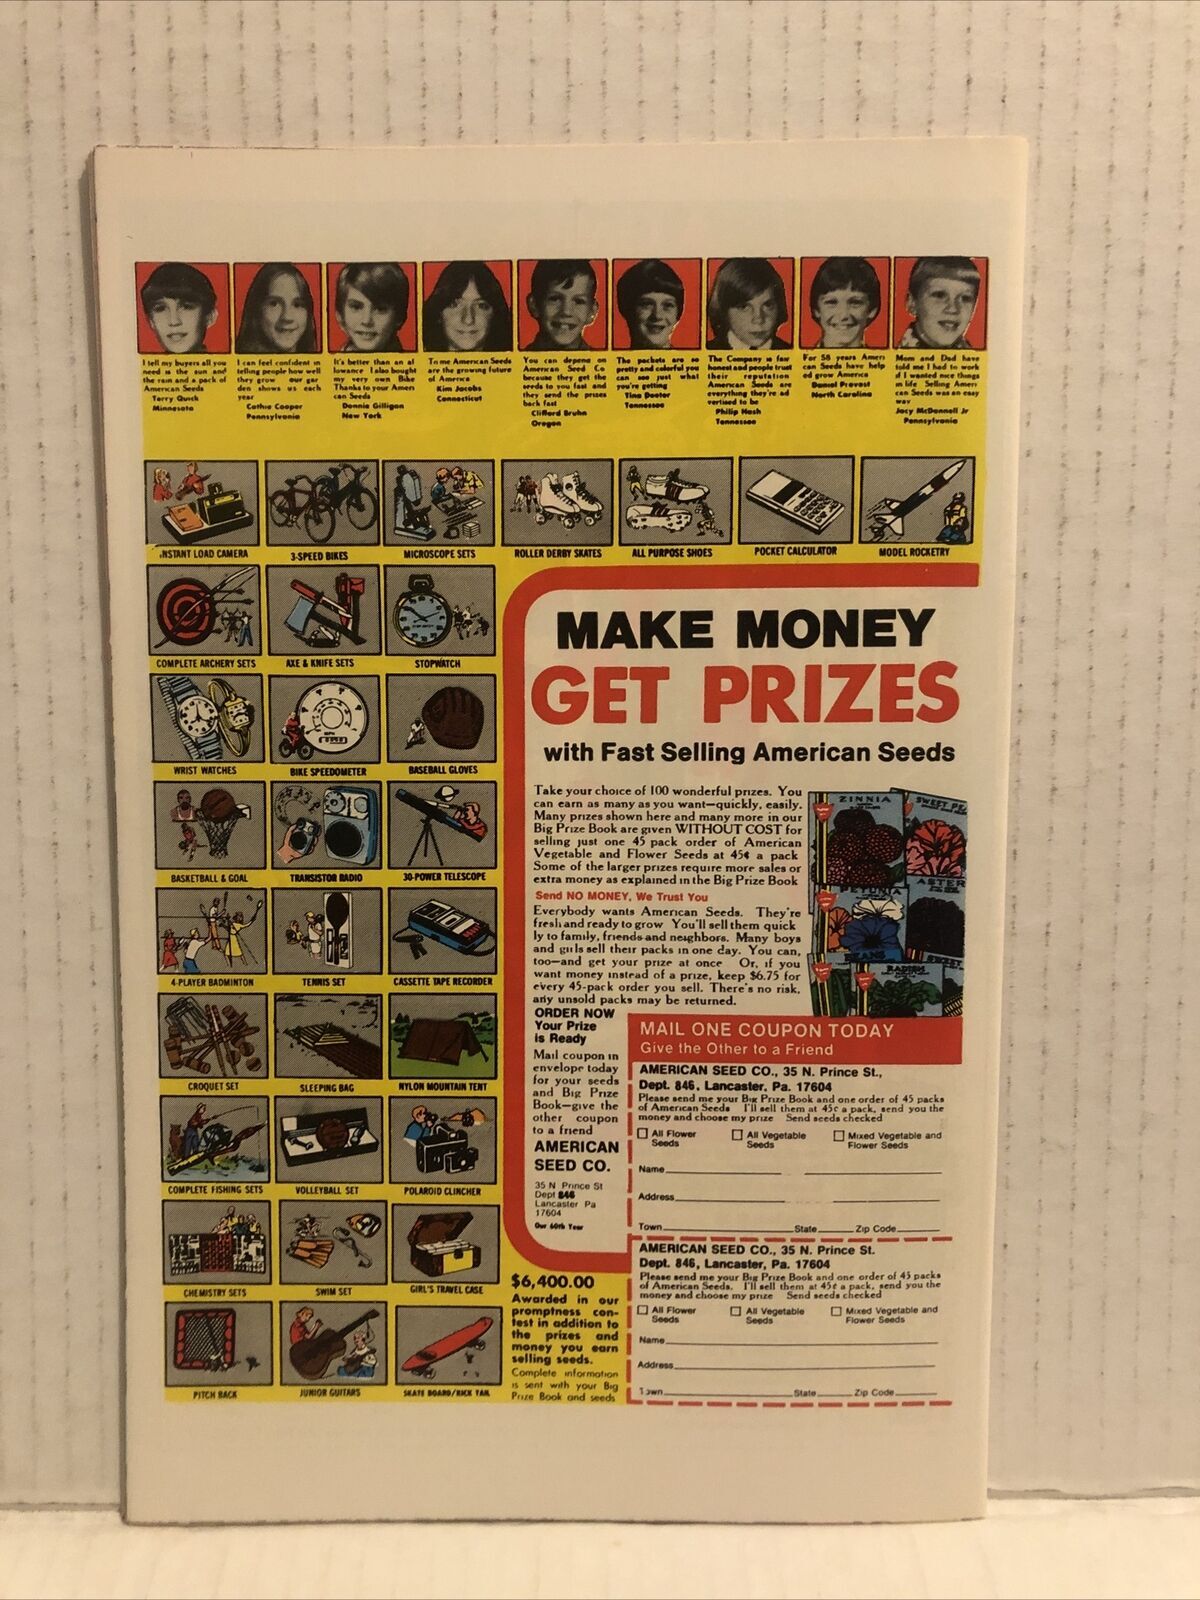 I tell my buyers all you
need is the sun and
the rain and a pack of
American Seeds
Terry Quick
Minnesota
I can feel confident in
telling people how well
they grow our gar
den shows us each
year
Cathie Cooper
Pennsylvania
It's better than an al
lowance I also bought
my very own Bike
Thanks to your Ameri
can Seeds
Donnie Gilligan
New York
To me American Seeds
are the growing future
of America
Kim Jacobs
Connecticut
You can depend on
American Seed Co
because they get the
seeds to you fast and
they send the prizes
back fast
Clifford Bruhn
Oregon
The packets are so
pretty and colorful you
can see just what
you're getting
Tina Deeter
Tennessee
The Company is fair
honest and people trust
their reputation
American Seeds are
everything they're ad
vertised to be
Philip Hash
Tennessee
For 58 years Ameri
can Seeds have help
ed grow America
Daniel Provost
North Carolina
Mom and Dad have
told me I had to work
if I wanted nice things
in life Selling Ameri
can Seeds was an easy
way
Jacy McDonnell Jr
Pennsylvania
INSTANT LOAD CAMERA
3-SPEED BIKES
MICROSCOPE SETS
ROLLER DERBY SKATES
ALL PURPOSE SHOES
POCKET CALCULATOR
MODEL ROCKETRY
COMPLETE ARCHERY SETS
AXE & KNIFE SETS
STOPWATCH
WRIST WATCHES
BIKE SPEEDOMETER
BASEBALL GLOVES
BASKETBALL & GOAL
TRANSISTOR RADIO
30-POWER TELESCOPE
4-PLAYER BADMINTON
TENNIS SET
CASSETTE TAPE RECORDER
CROQUET SET
SLEEPING BAG
NYLON MOUNTAIN TENT
COMPLETE FISHING SETS
VOLLEYBALL SET
POLAROID CLINCHER
CHEMISTRY SETS
SWIM SET
GIRL'S TRAVEL CASE
PITCH BACK
JUNIOR GUITARS
SKATE BOARD/KICK TAIL
MAKE MONEY
GET PRIZES
with Fast Selling American Seeds
Take your choice of 100 wonderful prizes. You
can earn as many as you want—quickly, easily.
Many prizes shown here and many more in our
Big Prize Book are given WITHOUT COST for
selling just one 45 pack order of American
Vegetable and Flower Seeds at 45¢ a pack
Some of the larger prizes require more sales or
extra money as explained in the Big Prize Book
Send NO MONEY, We Trust You
Everybody wants American Seeds. They're
fresh and ready to grow You'll sell them quick
ly to family, friends and neighbors. Many boys
and girls sell their packs in one day. You can,
too—and get your prize at once Or, if you
want money instead of a prize, keep $6.75 for
every 45-pack order you sell. There's no risk,
any unsold packs may be returned.
ZINNIA
SWEET PE
ASTER
PETUNIA
BEANS
SWEET
RADISH
ORDER NOW
Your Prize
is Ready
Mail coupon in
envelope today
for your seeds
and Big Prize
Book—give the
other coupon
to a friend
AMERICAN
SEED CO.
35 N Prince St
Dept 846
Lancaster Pa
17604
Our 60th Year
$6,400.00
Awarded in our
promptness con-
test in addition to
the prizes and
money you earn
selling seeds.
Complete information
is sent with your Big
Prize Book and seeds
MAIL ONE COUPON TODAY
Give the Other to a Friend
AMERICAN SEED CO., 35 N. Prince St.,
Dept. 846, Lancaster, Pa. 17604
Please send me your Big Prize Book and one order of 45 packs
of American Seeds I'll sell them at 45¢ a pack, send you the
money and choose my prize Send seeds checked
All Flower Seeds
All Vegetable Seeds
Mixed Vegetable and Flower Seeds
Name
Address
Town State Zip Code
AMERICAN SEED CO., 35 N. Prince St.
Dept. 846, Lancaster, Pa. 17604
Please send me your Big Prize Book and one order of 45 packs
of American Seeds. I'll sell them at 45¢ a pack, send you the
money and choose my prize Send seeds checked
All Flower Seeds
All Vegetable Seeds
Mixed Vegetable and Flower Seeds
Name
Address
Town State Zip Code